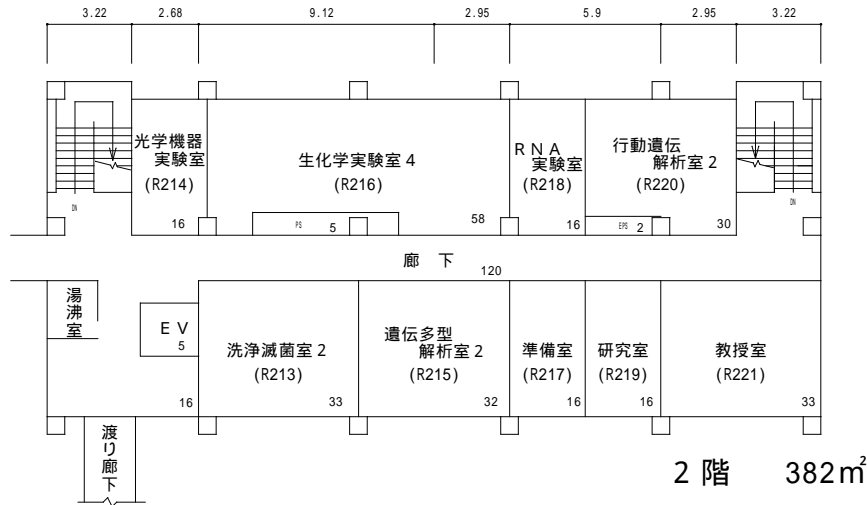 3.22 2.68 9.12 2.95 5.9 2.95 3.22
光学機器
実験室
(R214)
16
生化学実験室4
(R216)
58
PS 5
RNA
実験室
(R218)
16
行動遺伝
解析室2
(R220)
30
EPS 2
DN
DN
廊下
120
湯沸室
EV
5
16
洗浄滅菌室2
(R213)
33
遺伝多型
解析室2
(R215)
32
準備室
(R217)
16
研究室
(R219)
16
教授室
(R221)
33
渡り廊下
2階 382㎡